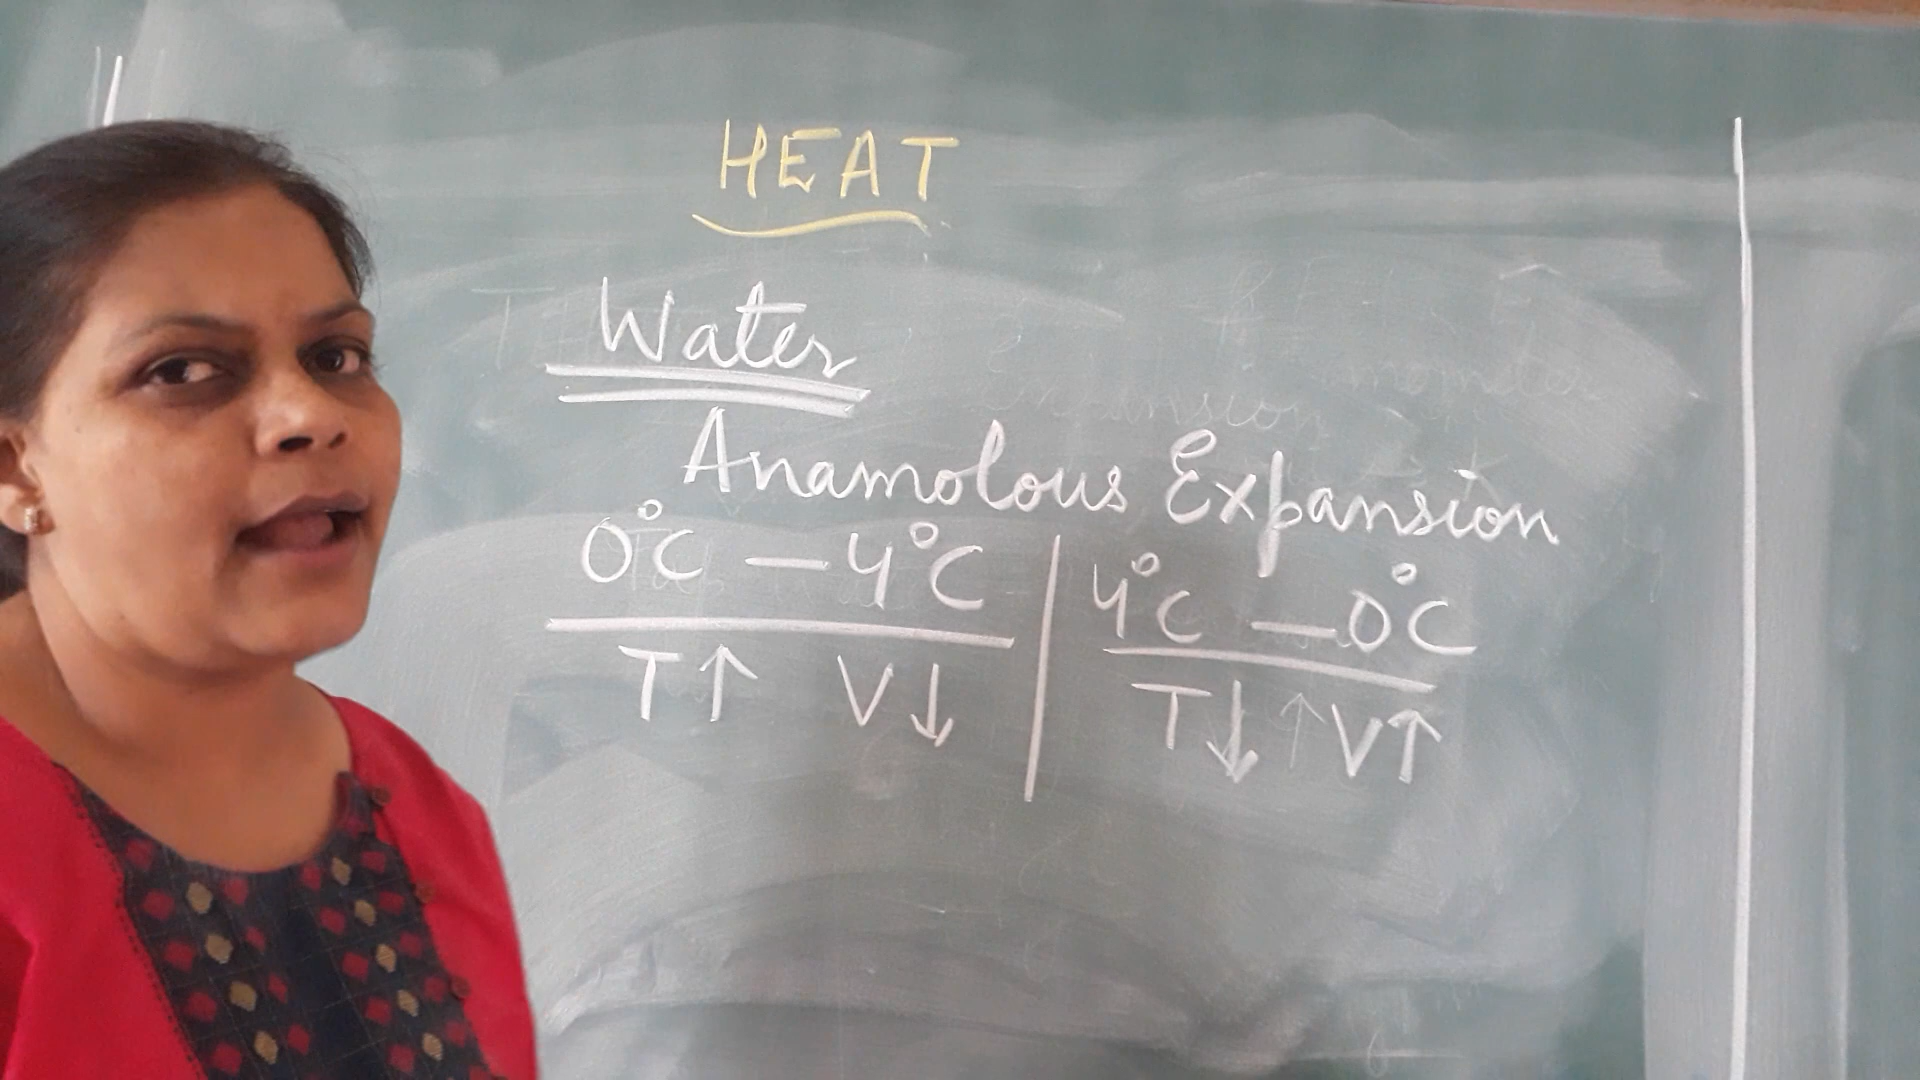 HEAT
Water
Anamolous Expansion
0°C — 4°C | 4°C — 0°C
T↑ V↓ | T↓ ↑ V↑